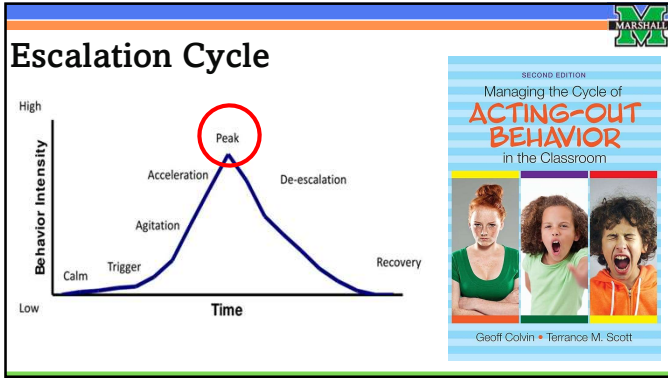 MARSHALL
Escalation Cycle
High
Behavior Intensity
Low
Calm
Trigger
Agitation
Acceleration
Peak
De-escalation
Recovery
Time
SECOND EDITION
Managing the Cycle of
ACTING-OUT
BEHAVIOR
in the Classroom
Geoff Colvin • Terrance M. Scott